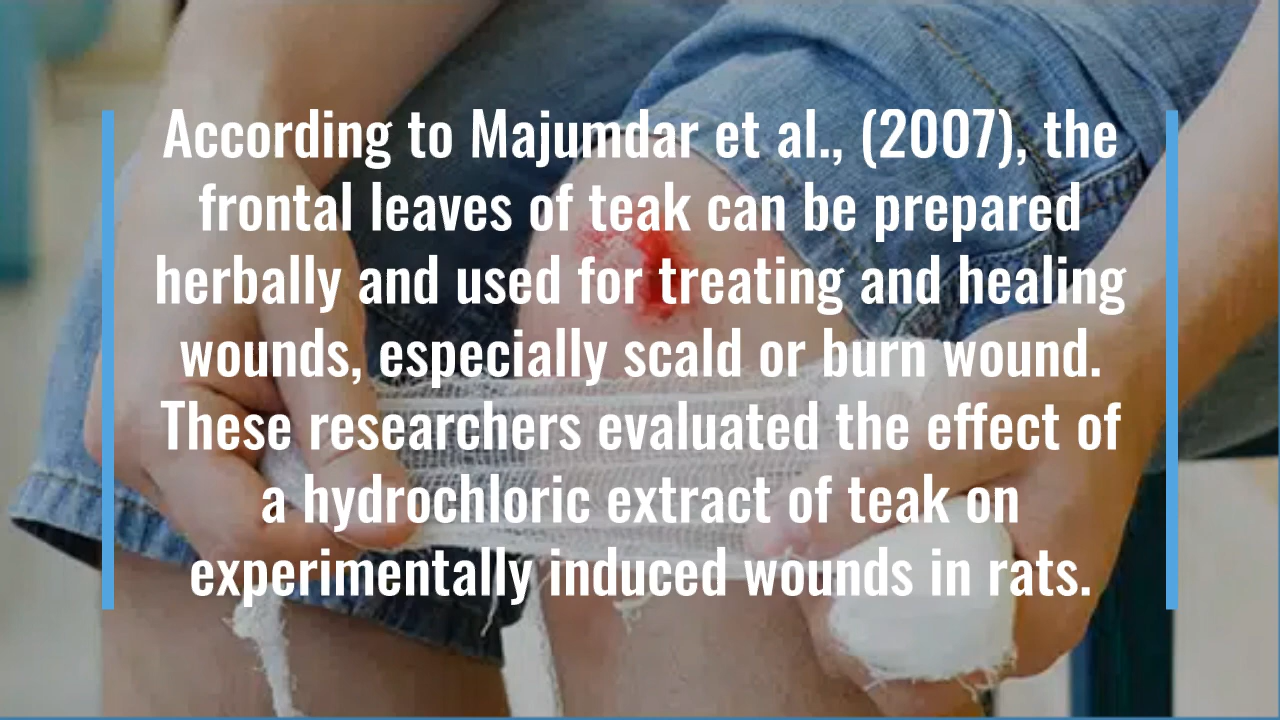 According to Majumdar et al., (2007), the
frontal leaves of teak can be prepared
herbally and used for treating and healing
wounds, especially scald or burn wound.
These researchers evaluated the effect of
a hydrochloric extract of teak on
experimentally induced wounds in rats.